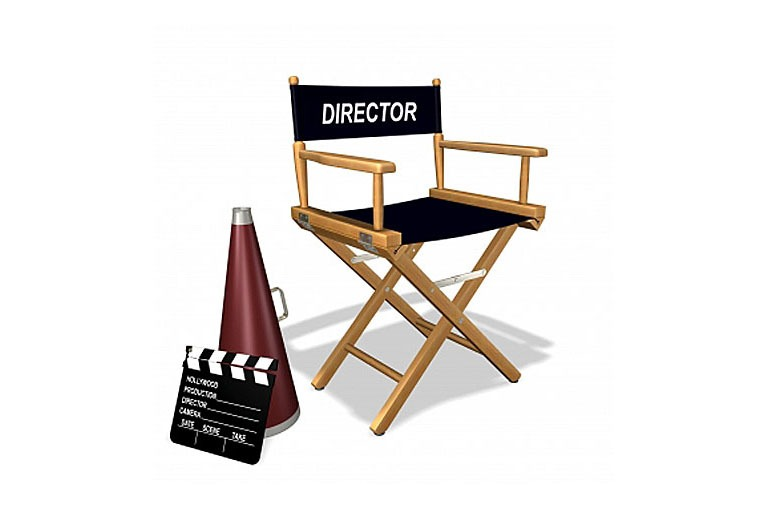 DIRECTOR
HOLLYWOOD
PRODUCTION
DIRECTOR
CAMERA
DATE SCENE TAKE